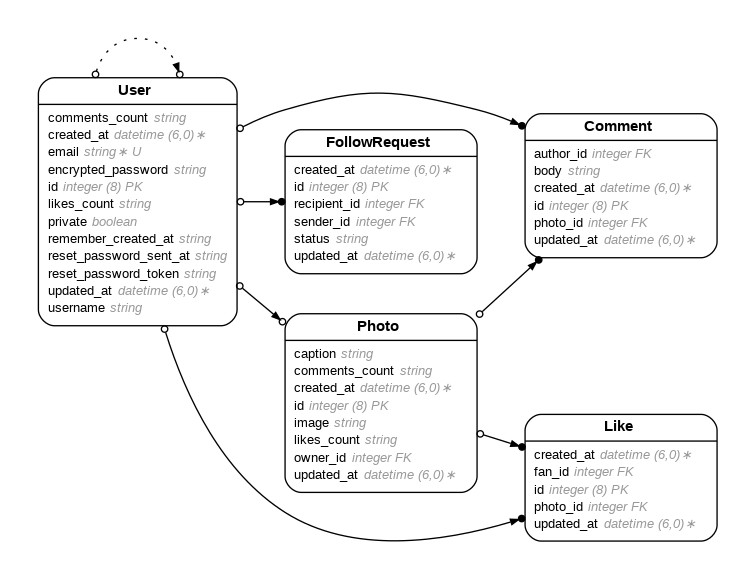 User
comments_count string
created_at datetime (6,0)∗
email string∗ U
encrypted_password string
id integer (8) PK
likes_count string
private boolean
remember_created_at string
reset_password_sent_at string
reset_password_token string
updated_at datetime (6,0)∗
username string
FollowRequest
created_at datetime (6,0)∗
id integer (8) PK
recipient_id integer FK
sender_id integer FK
status string
updated_at datetime (6,0)∗
Comment
author_id integer FK
body string
created_at datetime (6,0)∗
id integer (8) PK
photo_id integer FK
updated_at datetime (6,0)∗
Photo
caption string
comments_count string
created_at datetime (6,0)∗
id integer (8) PK
image string
likes_count string
owner_id integer FK
updated_at datetime (6,0)∗
Like
created_at datetime (6,0)∗
fan_id integer FK
id integer (8) PK
photo_id integer FK
updated_at datetime (6,0)∗